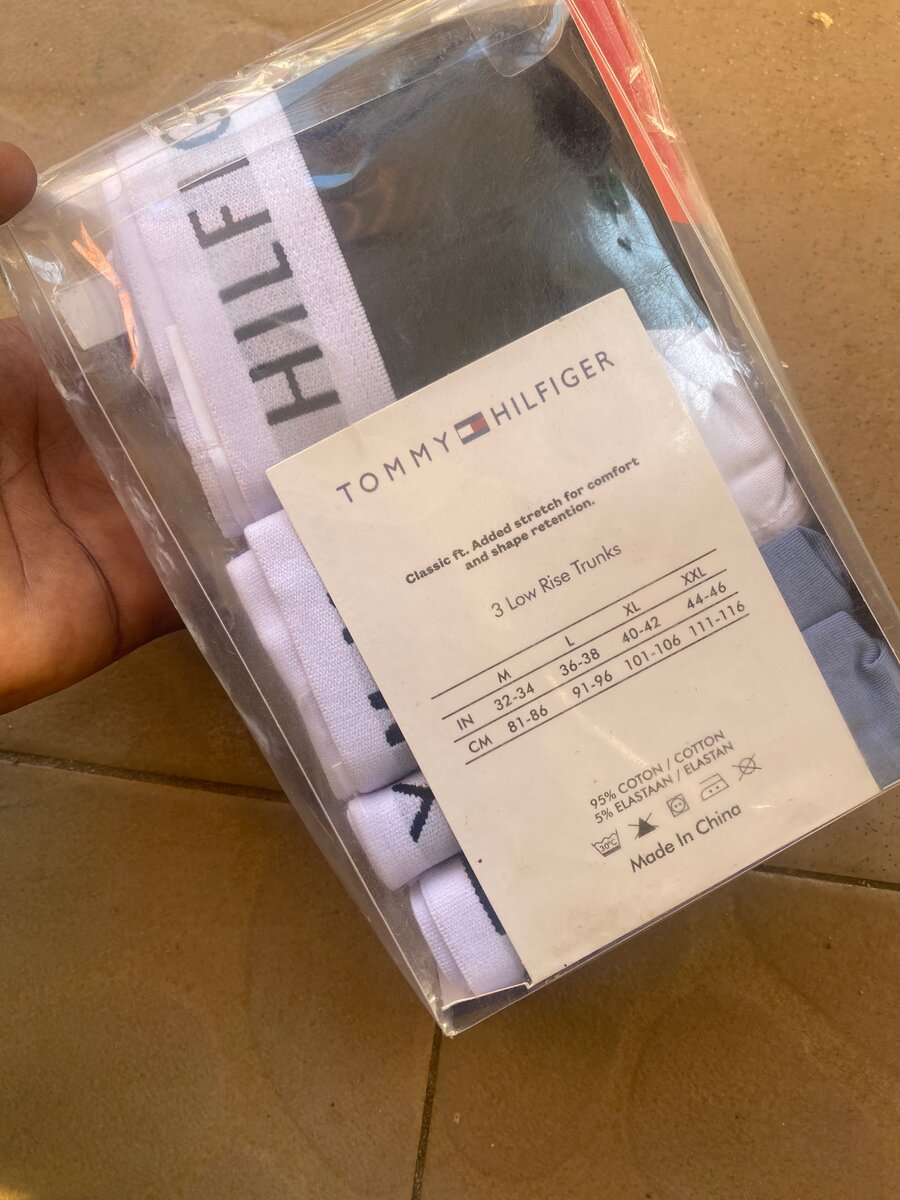 HILFIG
TOMMY HILFIGER
Classic ft. Added stretch for comfort
and shape retention.
3 Low Rise Trunks
M L XL XXL
IN 32-34 36-38 40-42 44-46
CM 81-86 91-96 101-106 111-116
95% COTON / COTTON
5% ELASTAAN / ELASTAN
30°C
Made In China